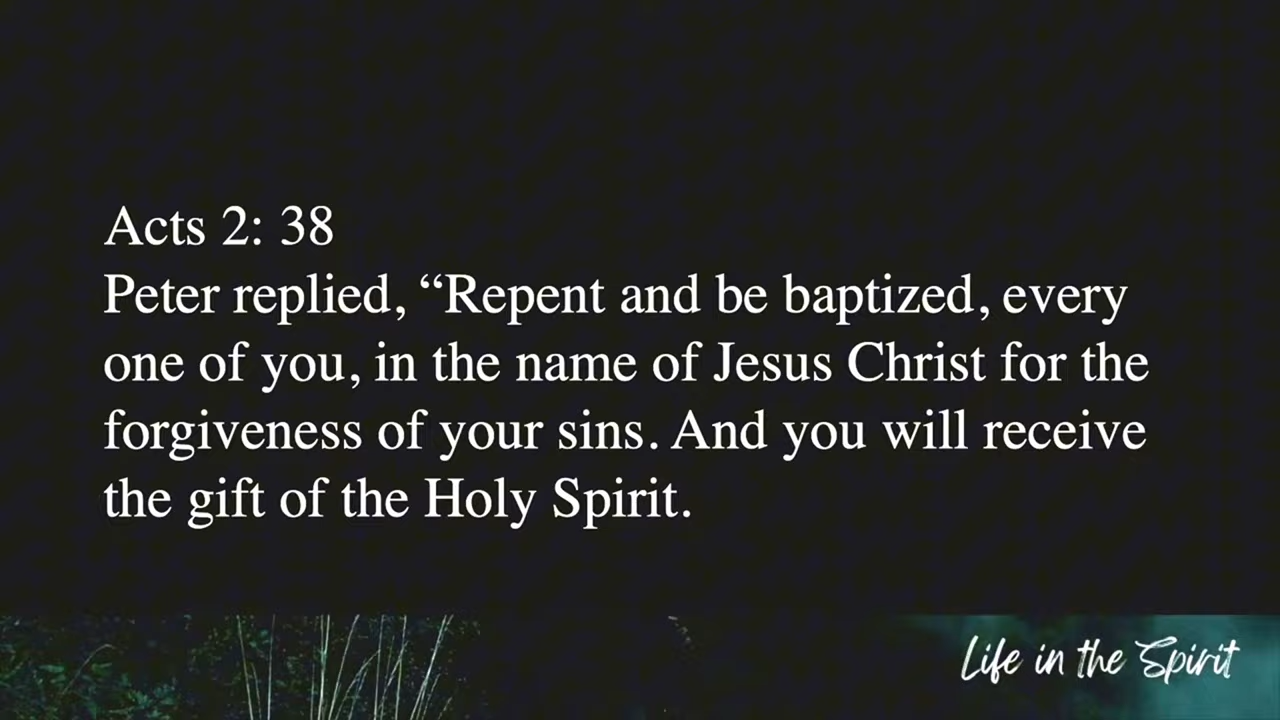 Acts 2: 38
Peter replied, “Repent and be baptized, every
one of you, in the name of Jesus Christ for the
forgiveness of your sins. And you will receive
the gift of the Holy Spirit.
Life in the Spirit